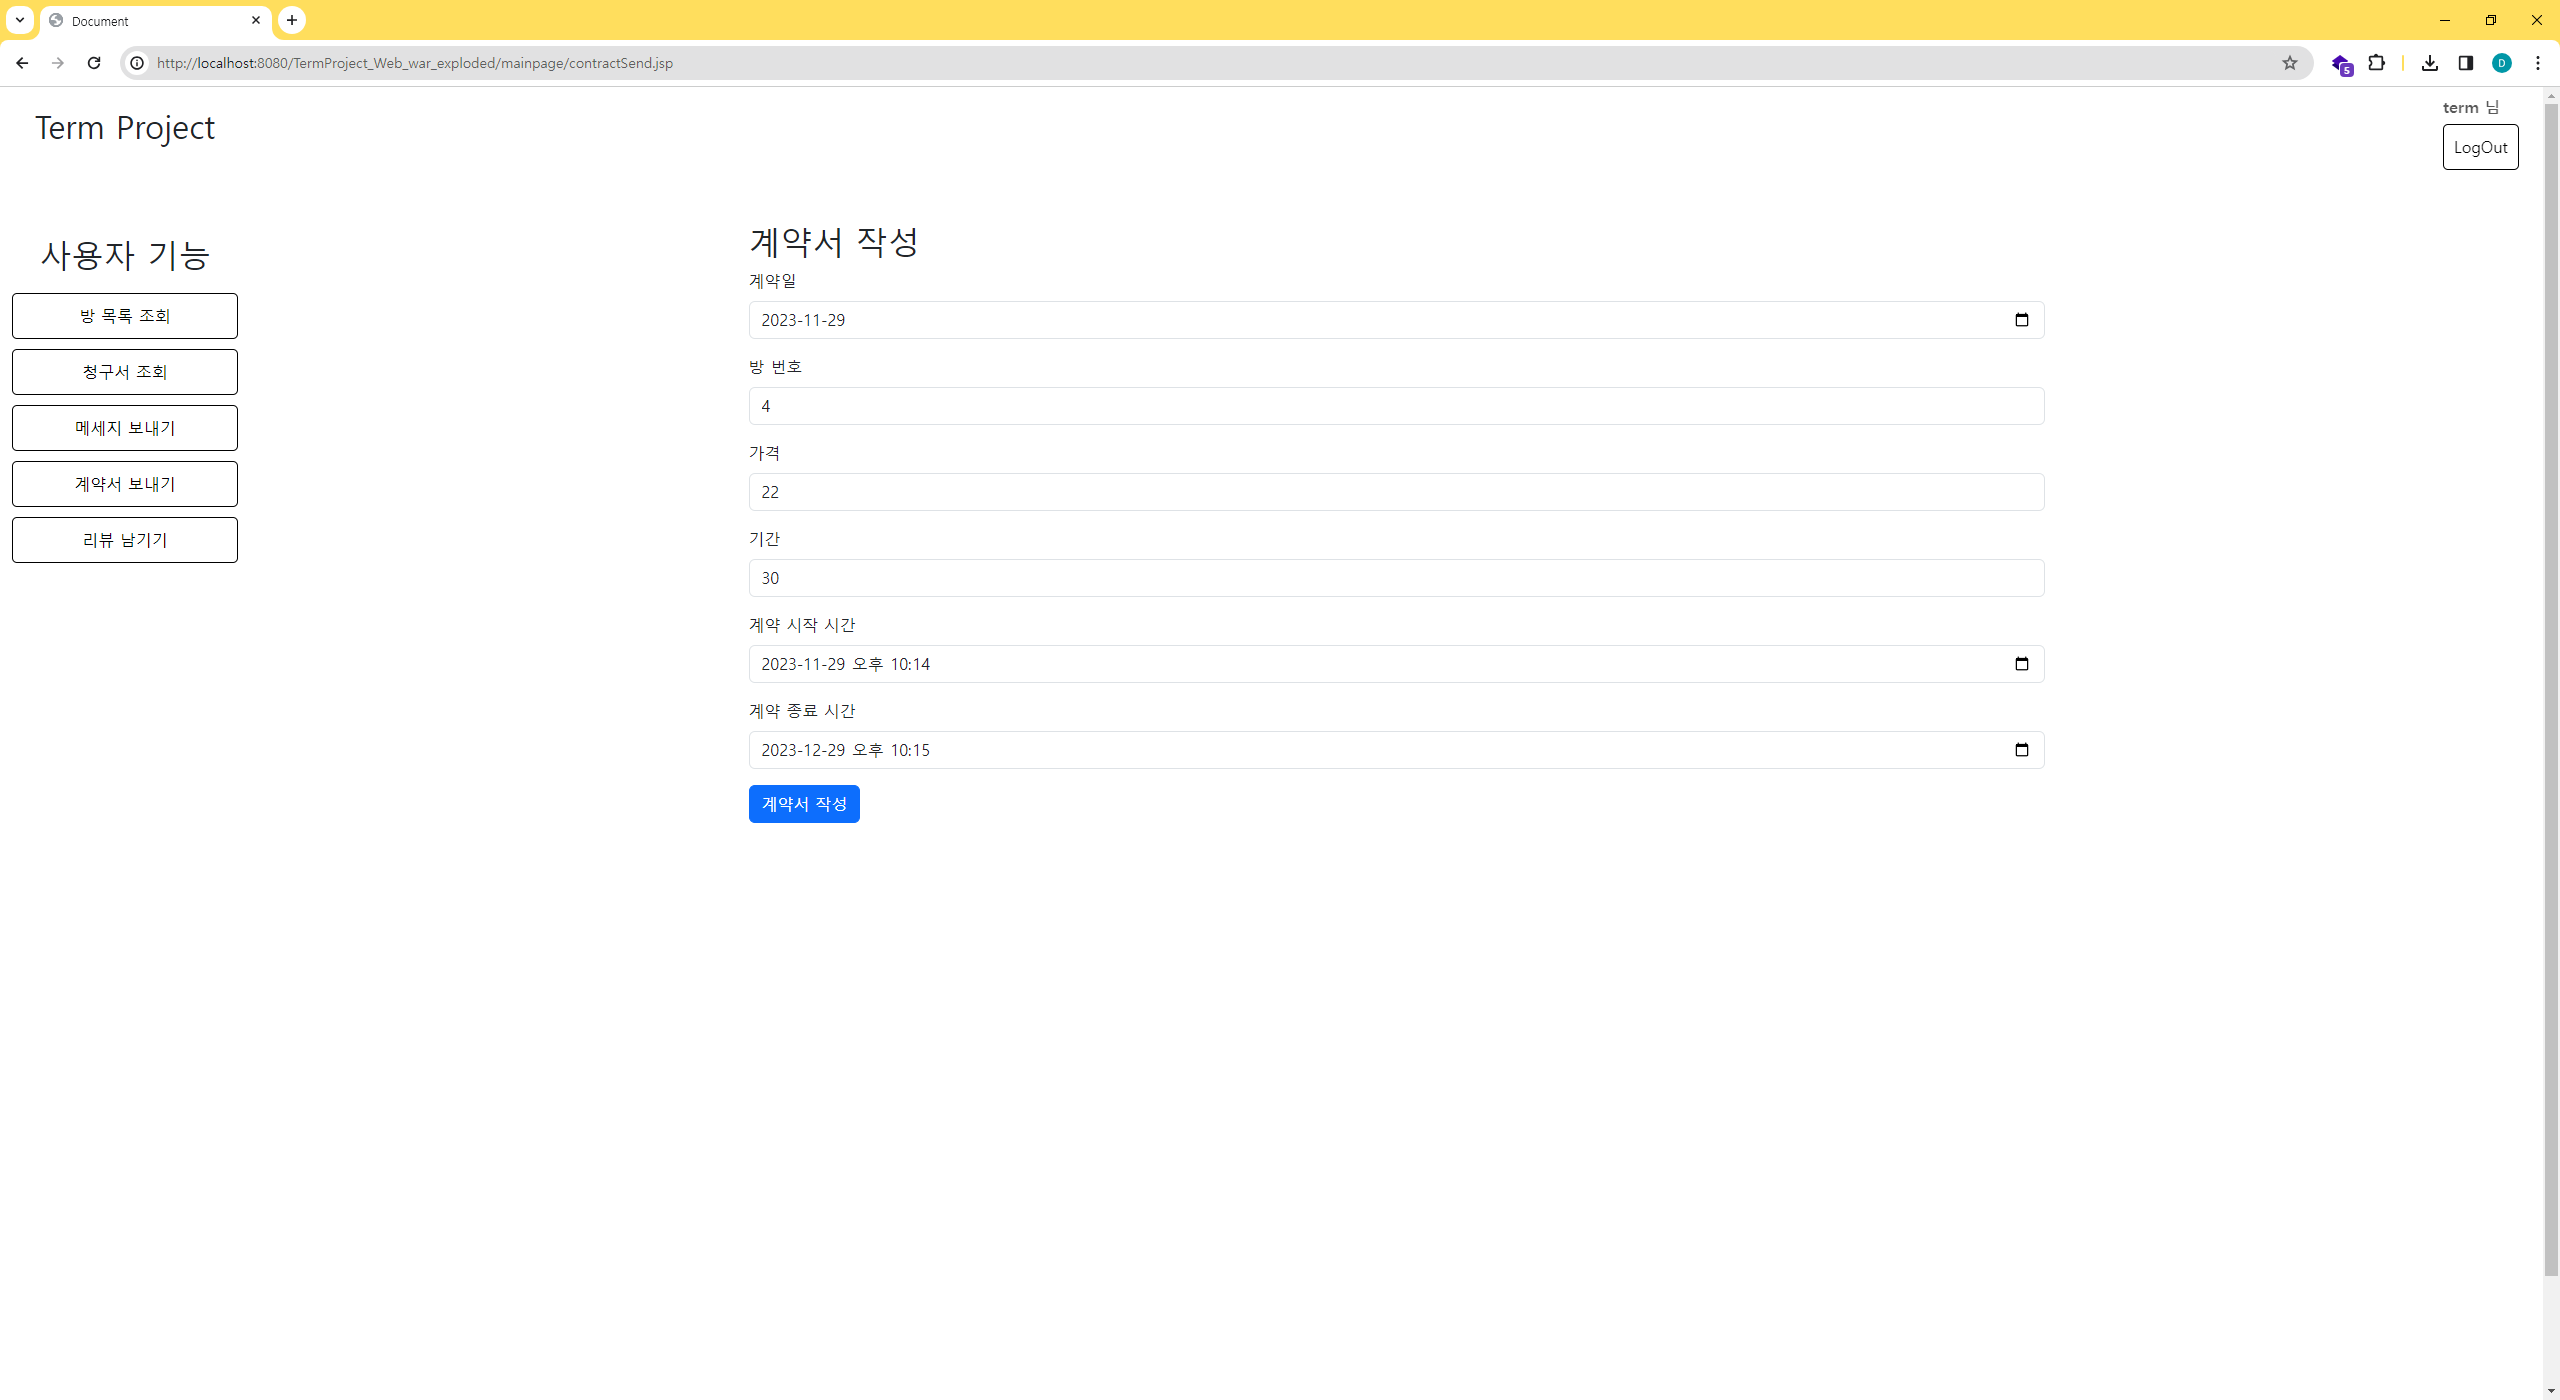 Document
http://localhost:8080/TermProject_Web_war_exploded/mainpage/contractSend.jsp
5
D
Term Project
term 님
LogOut
사용자 기능
방 목록 조회
청구서 조회
메세지 보내기
계약서 보내기
리뷰 남기기
계약서 작성
계약일
2023-11-29
방 번호
4
가격
22
기간
30
계약 시작 시간
2023-11-29 오후 10:14
계약 종료 시간
2023-12-29 오후 10:15
계약서 작성